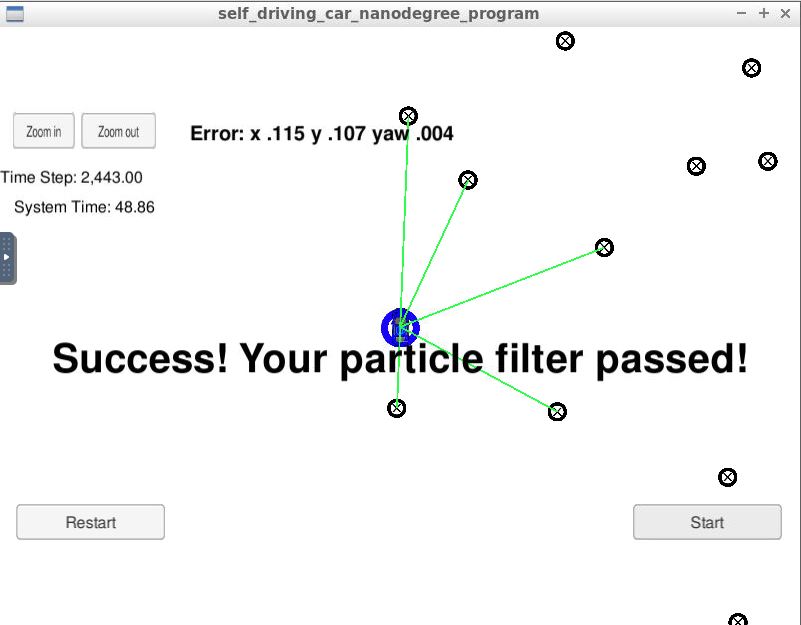 self_driving_car_nanodegree_program
Zoom in
Zoom out
Error: x .115 y .107 yaw .004
Time Step: 2,443.00
System Time: 48.86
Success! Your particle filter passed!
Restart
Start